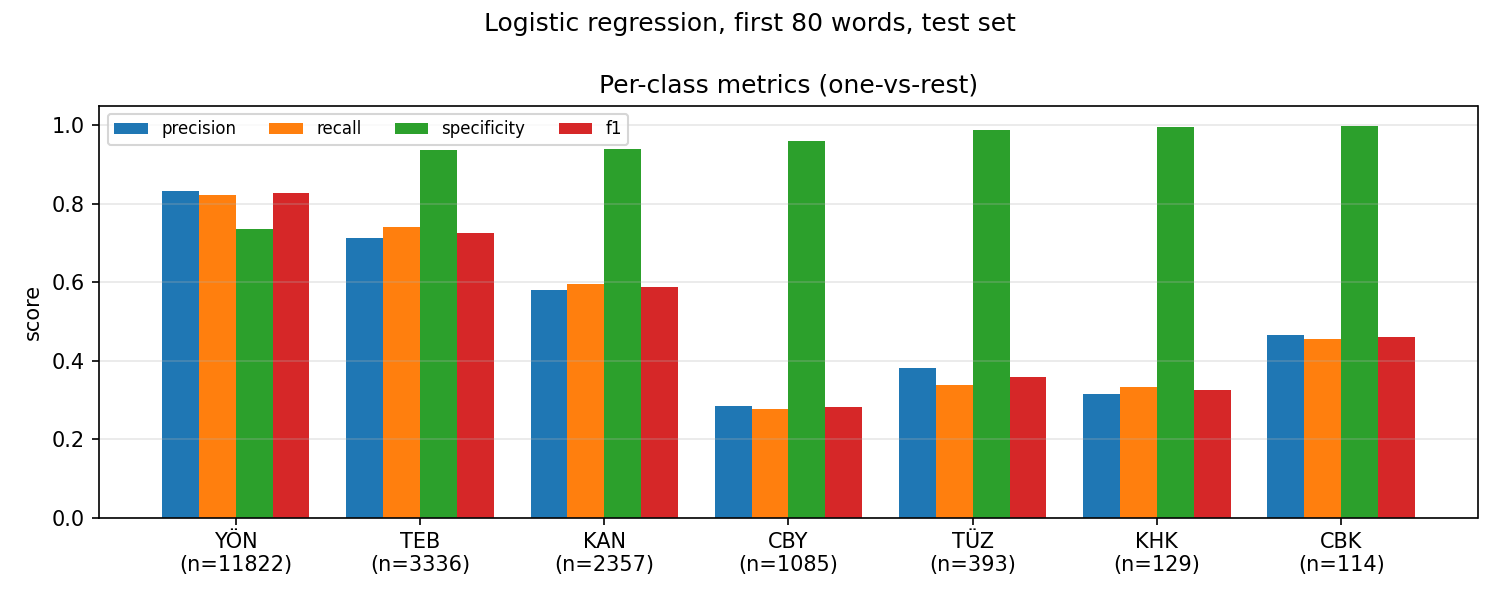 Logistic regression, first 80 words, test set
Per-class metrics (one-vs-rest)
precision recall specificity f1
score
1.0
0.8
0.6
0.4
0.2
0.0
YÖN TEB KAN CBY TÜZ KHK CBK
(n=11822) (n=3336) (n=2357) (n=1085) (n=393) (n=129) (n=114)